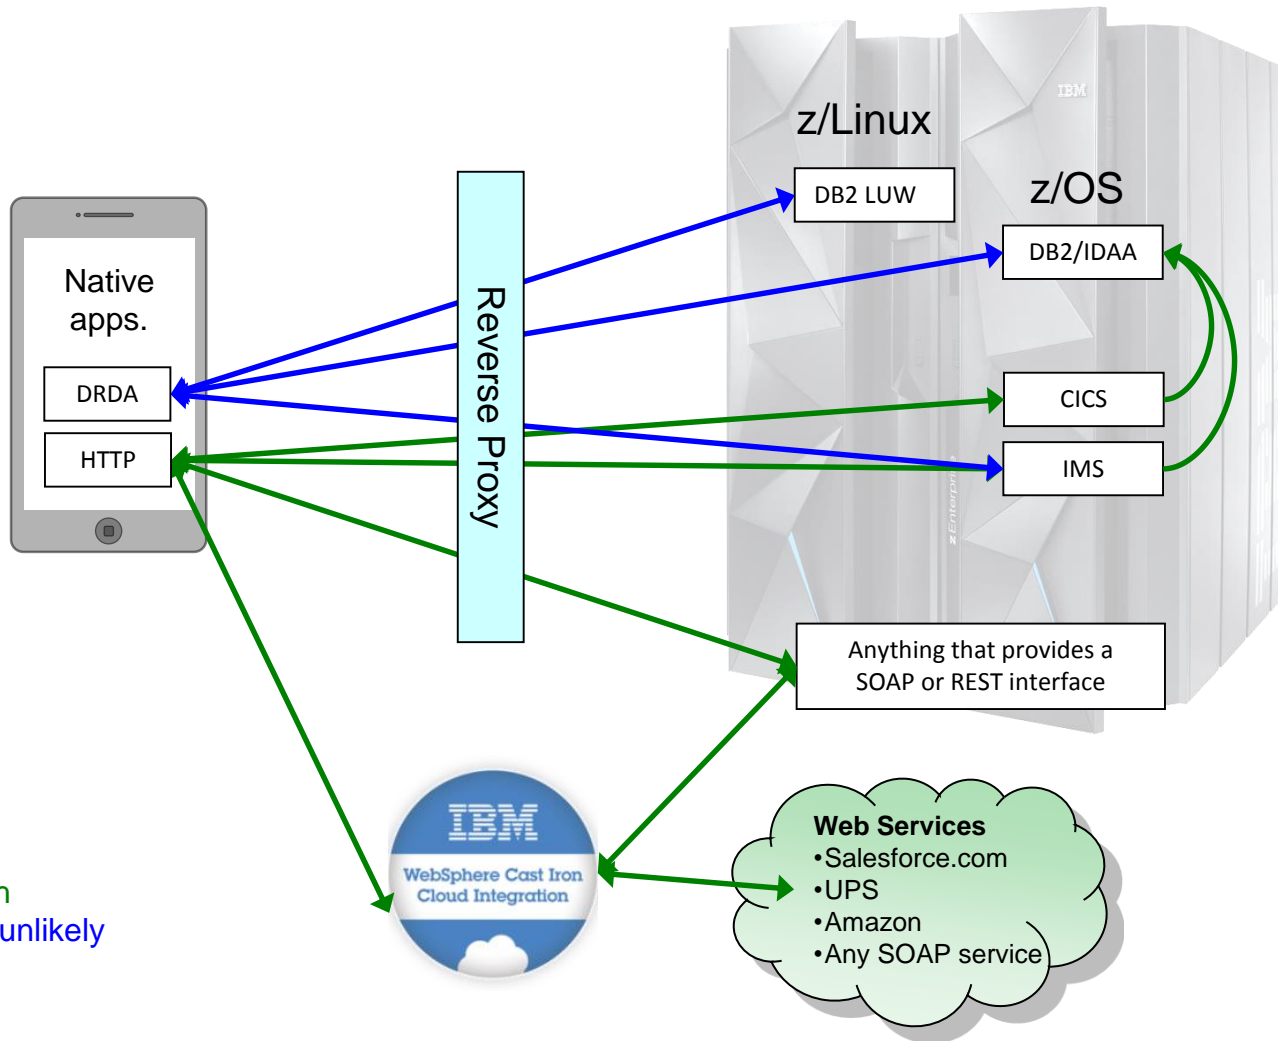 z/Linux
IBM
DB2 LUW
z/OS
DB2/IDAA
Native
apps.
Reverse Proxy
DRDA
CICS
HTTP
IMS
Anything that provides a
SOAP or REST interface
IBM
WebSphere Cast Iron
Cloud Integration
Web Services
•Salesforce.com
•UPS
•Amazon
•Any SOAP service
unlikely